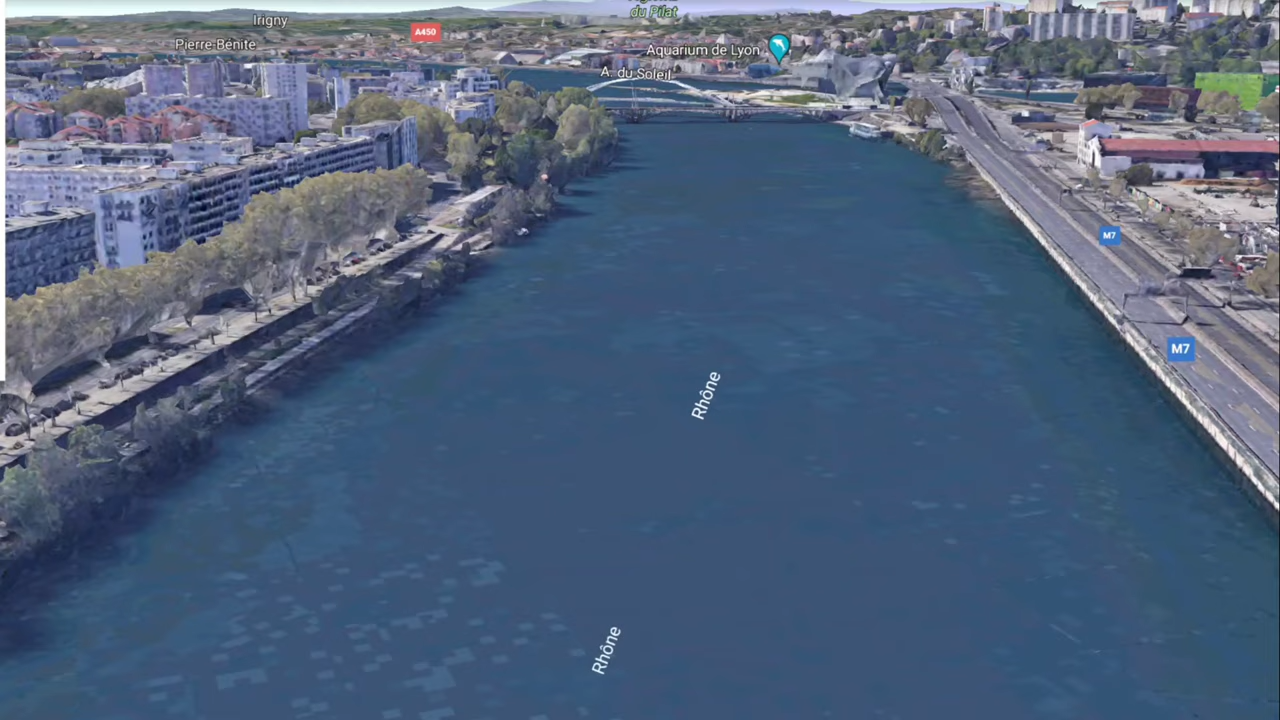 du Pilat
Irigny
A450
Pierre-Bénite
Aquarium de Lyon
A. du Soleil
M7
M7
Rhône
Rhône